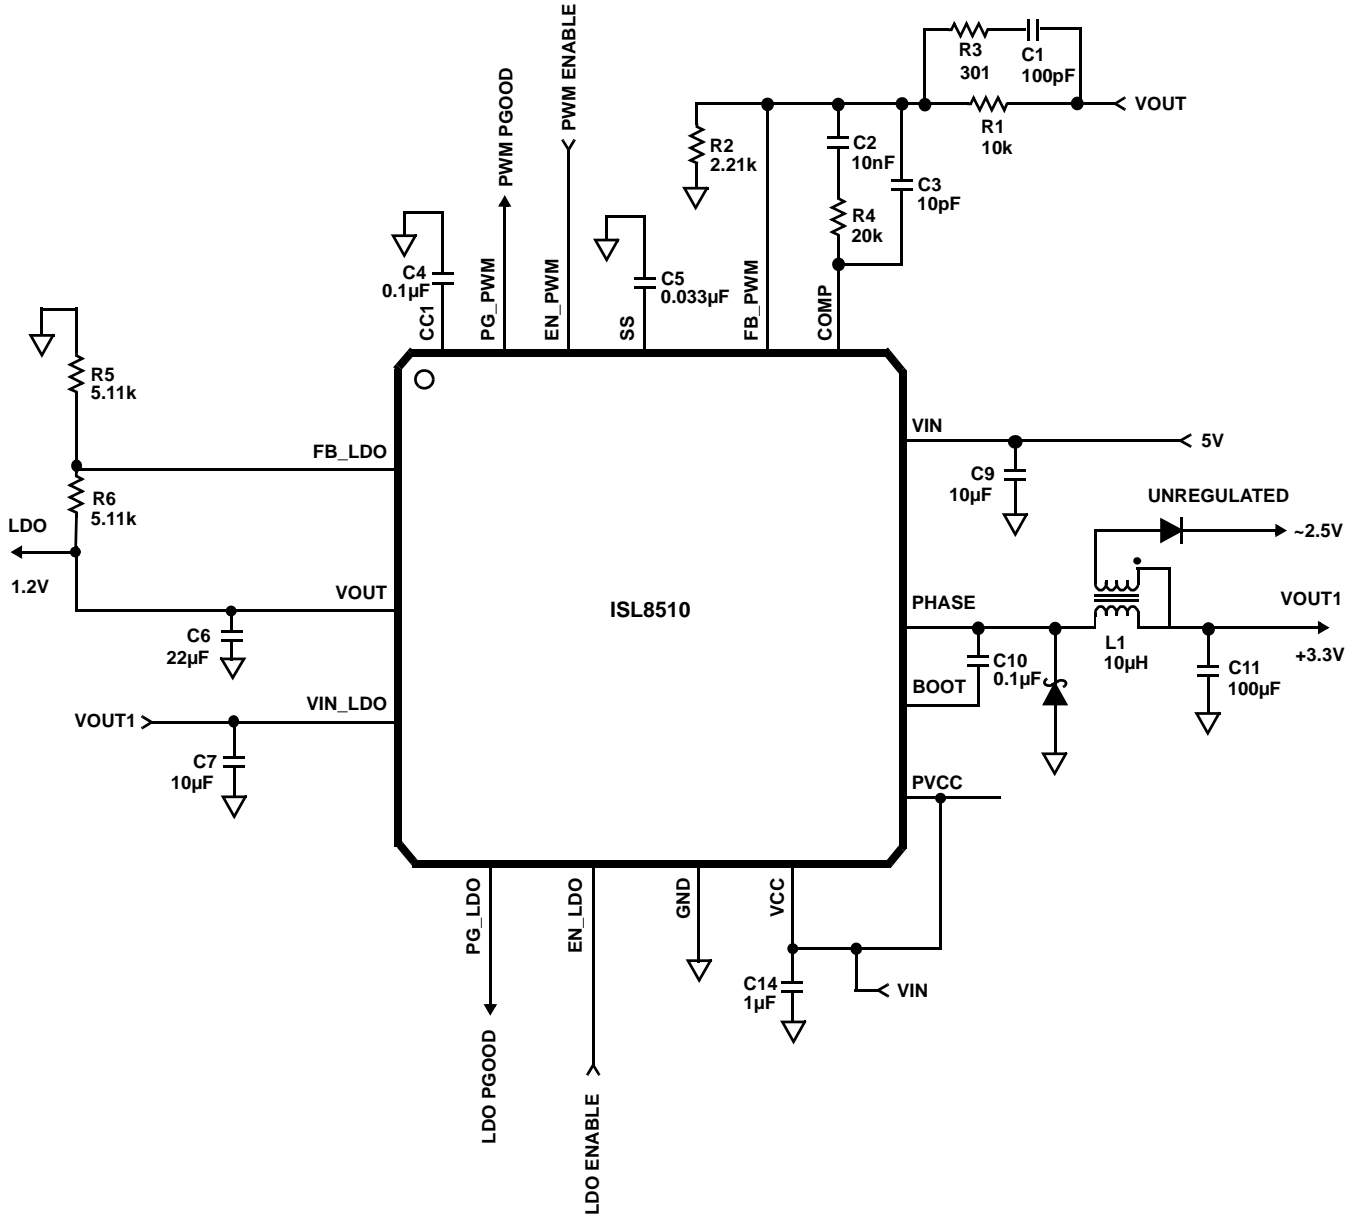 PWM ENABLE
PWM PGOOD
R3
301
C1
100pF
VOUT
R1
10k
R2
2.21k
C2
10nF
C3
10pF
R4
20k
C4
0.1µF
CC1
PG_PWM
EN_PWM
C5
0.033µF
SS
FB_PWM
COMP
R5
5.11k
FB_LDO
R6
5.11k
LDO
1.2V
VOUT
C6
22µF
VIN_LDO
VOUT1
C7
10µF
ISL8510
VIN
5V
C9
10µF
UNREGULATED
~2.5V
PHASE
VOUT1
L1
10µH
+3.3V
C10
0.1µF
BOOT
C11
100µF
PVCC
PG_LDO
EN_LDO
GND
VCC
C14
1µF
VIN
LDO PGOOD
LDO ENABLE